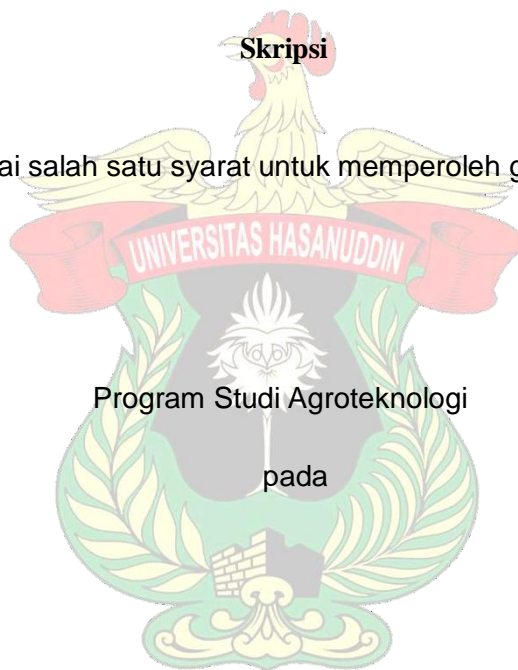 Skripsi
ai salah satu syarat untuk memperoleh g
UNIVERSITAS HASANUDDIN
Program Studi Agroteknologi
pada